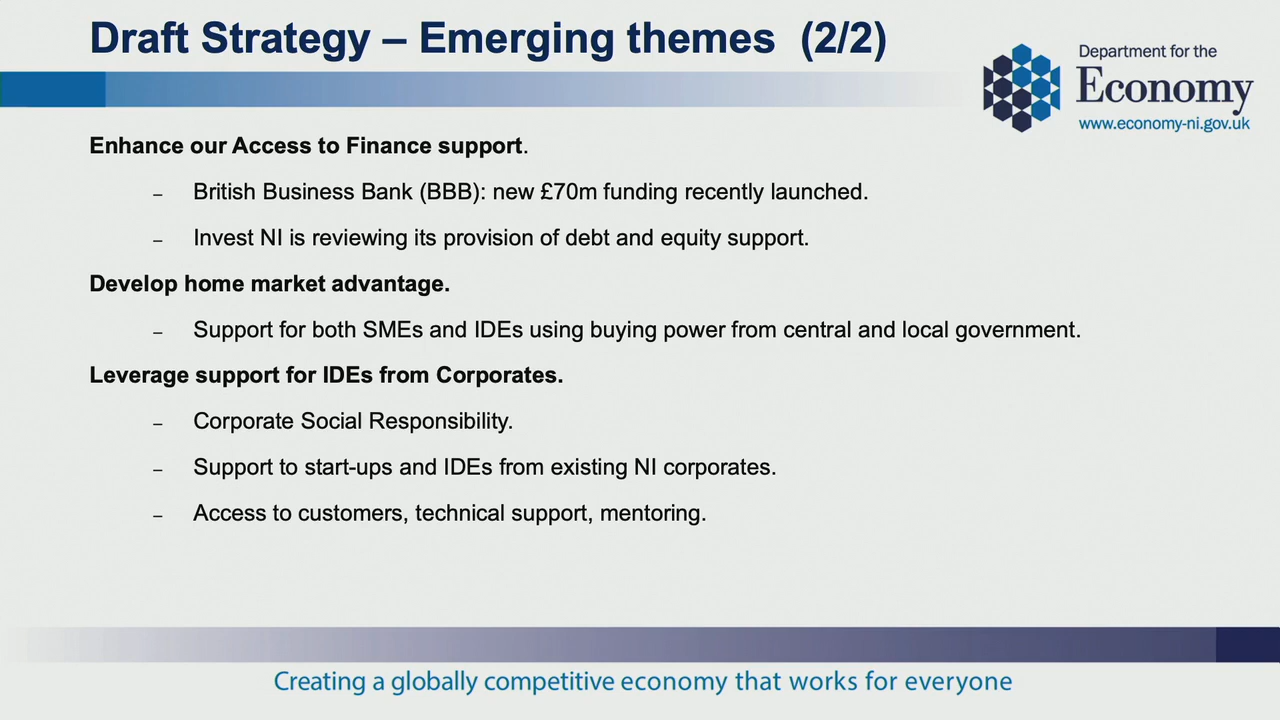 Draft Strategy – Emerging themes (2/2)
Department for the
Economy
www.economy-ni.gov.uk
Enhance our Access to Finance support.
– British Business Bank (BBB): new £70m funding recently launched.
– Invest NI is reviewing its provision of debt and equity support.
Develop home market advantage.
– Support for both SMEs and IDEs using buying power from central and local government.
Leverage support for IDEs from Corporates.
– Corporate Social Responsibility.
– Support to start-ups and IDEs from existing NI corporates.
– Access to customers, technical support, mentoring.
Creating a globally competitive economy that works for everyone